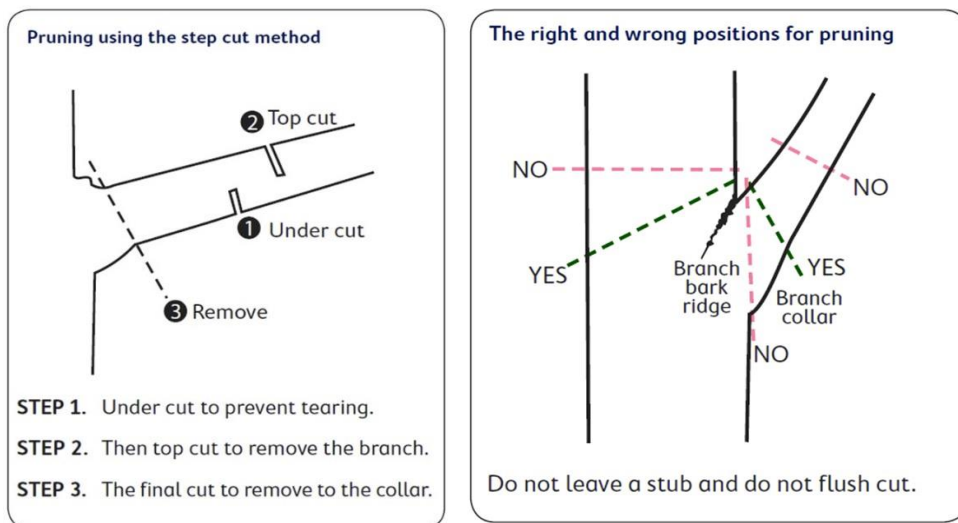 Pruning using the step cut method
2 Top cut
1 Under cut
3 Remove
STEP 1. Under cut to prevent tearing.
STEP 2. Then top cut to remove the branch.
STEP 3. The final cut to remove to the collar.
The right and wrong positions for pruning
NO
NO
YES
Branch
bark
ridge
YES
Branch
collar
NO
Do not leave a stub and do not flush cut.